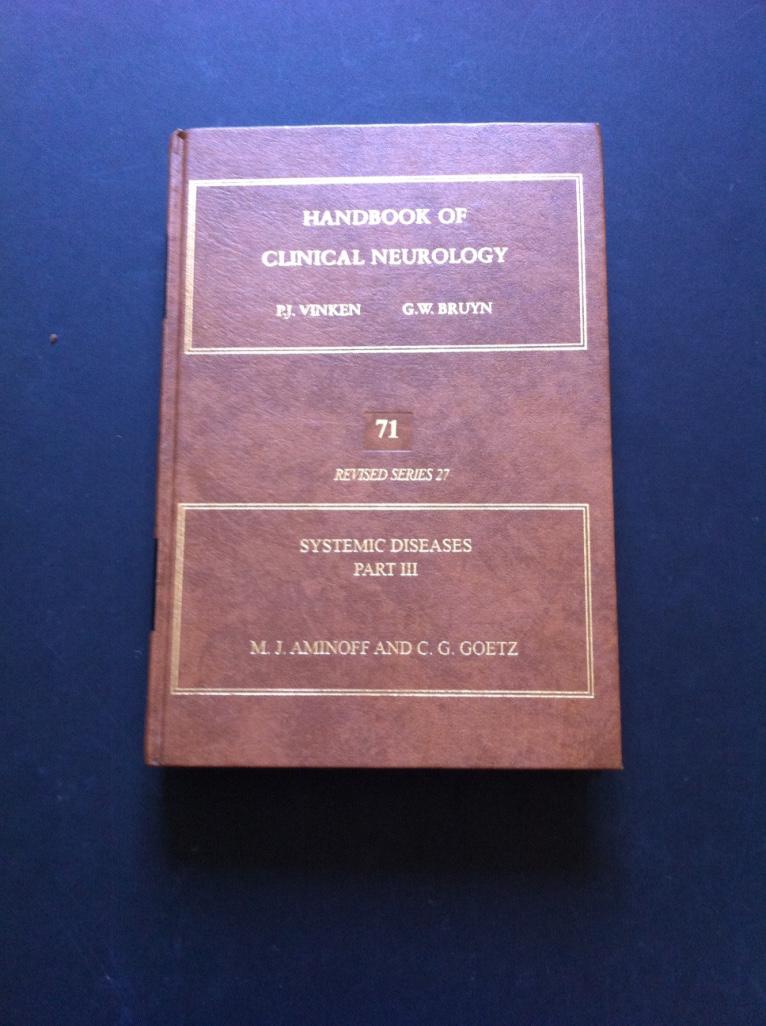 HANDBOOK OF
CLINICAL NEUROLOGY
P.J. VINKEN G.W. BRUYN
71
REVISED SERIES 27
SYSTEMIC DISEASES
PART III
M. J. AMINOFF AND C. G. GOETZ